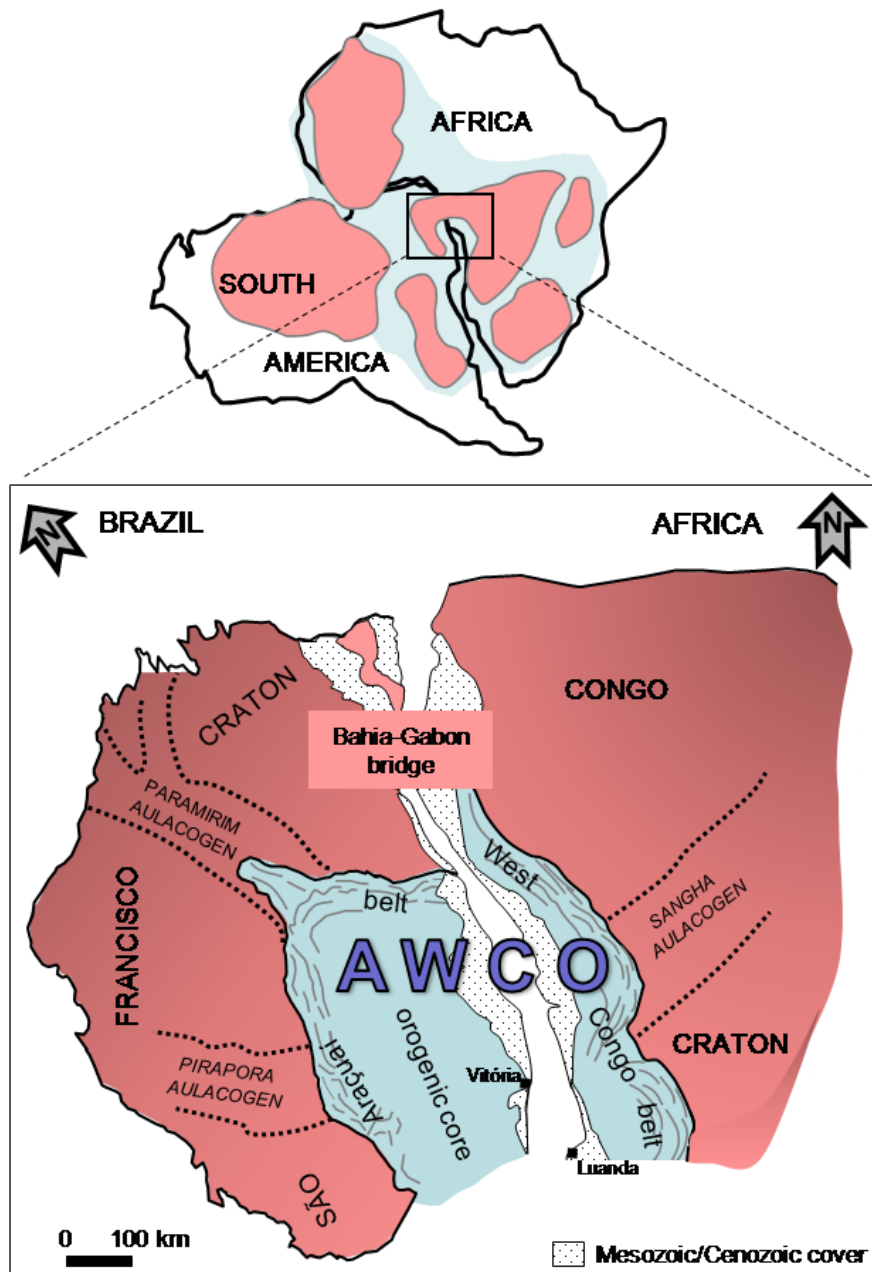 AFRICA
SOUTH
AMERICA
N
BRAZIL
AFRICA
N
CRATON
CONGO
Bahia-Gabon
bridge
PARAMIRIM
AULACOGEN
West
belt
SANGHA
AULACOGEN
FRANCISCO
AWCO
orogenic core
Congo
CRATON
PIRAPORA
AULACOGEN
Araçuaí
Vitória
belt
Luanda
SÃO
0 100 km
Mesozoic/Cenozoic cover